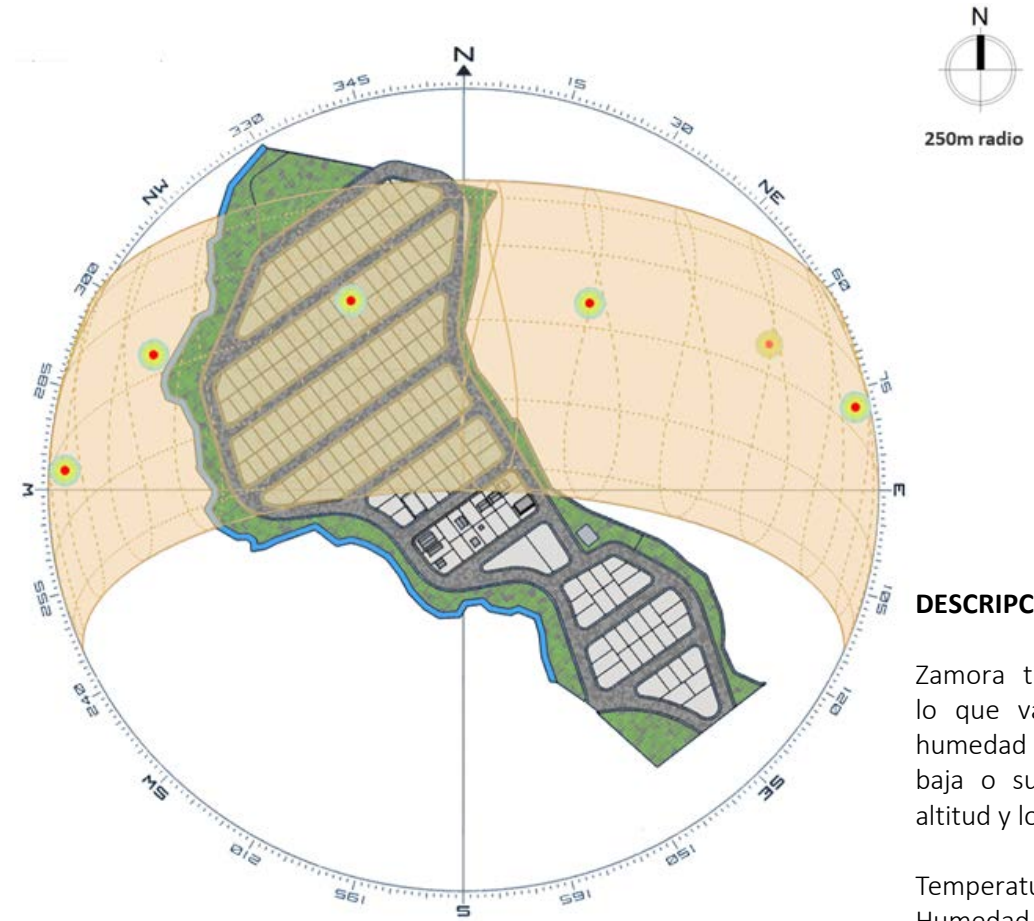 N
250m radio
N
15
30
NE
60
75
E
105
120
SE
150
165
S
195
210
SW
240
255
W
285
300
NW
330
345
DESCRIPC
Zamora t
lo que va
humedad
baja o su
altitud y lo
Temperatu
Humedad